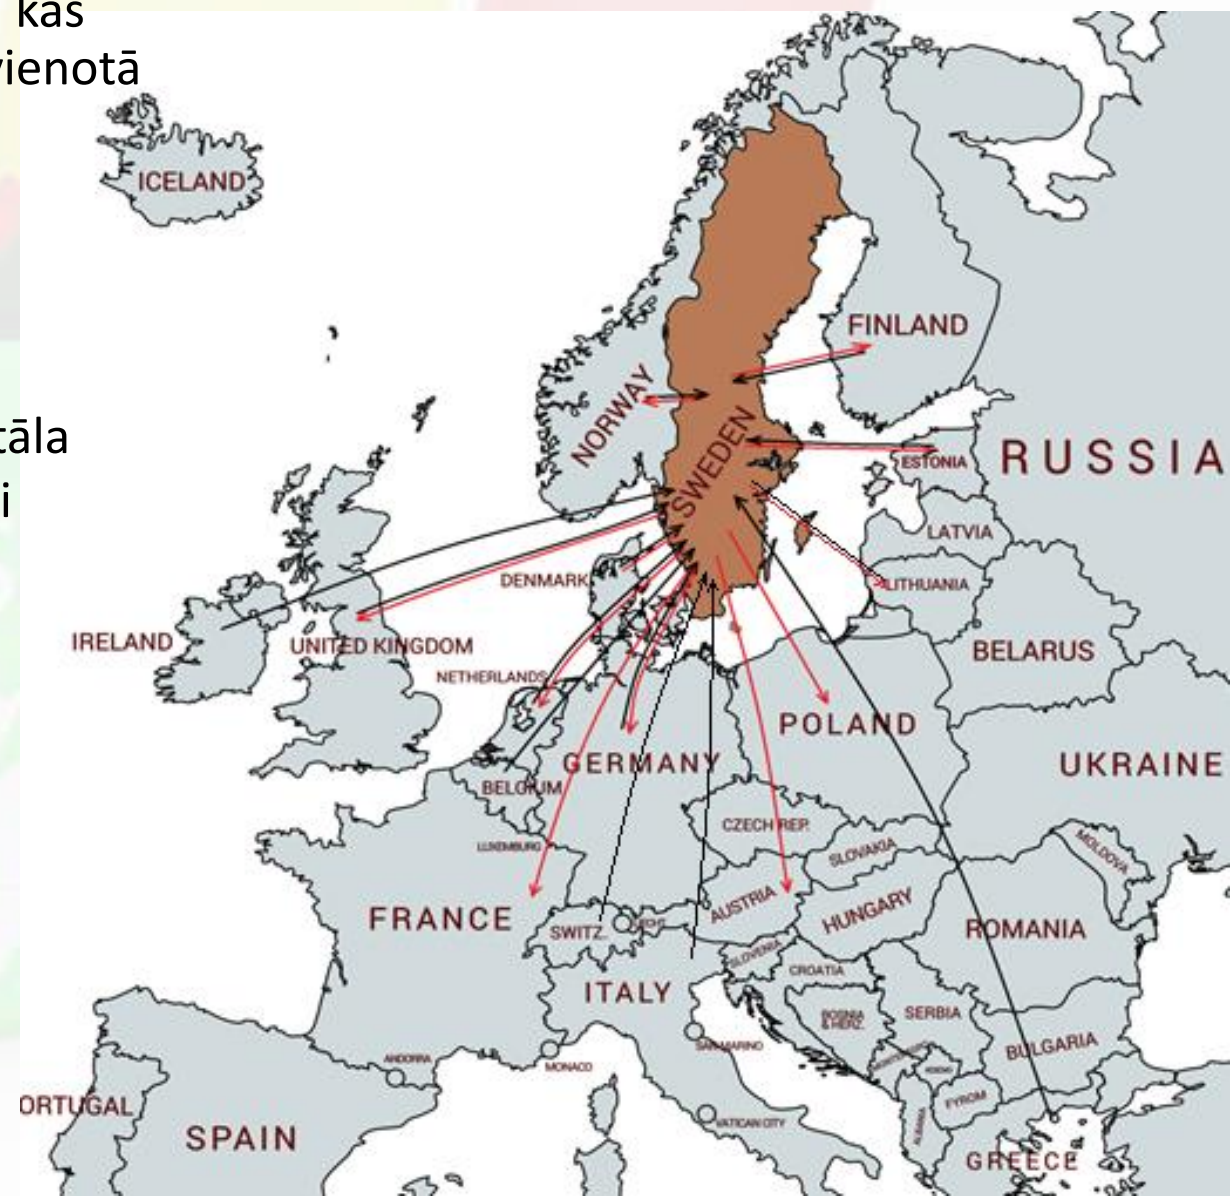 kas
vienotā
ICELAND
FINLAND
NORWAY
SWEDEN
tāla
i
ESTONIA
RUSSIA
LATVIA
DENMARK
LITHUANIA
IRELAND
UNITED KINGDOM
BELARUS
NETHERLANDS
POLAND
GERMANY
UKRAINE
BELGIUM
CZECH REP.
LUXEMBURG
SLOVAKIA
MOLDOVA
FRANCE
AUSTRIA
HUNGARY
SWITZ.
ROMANIA
SLOVENIA
CROATIA
ITALY
BOSNIA
& HERZ.
SERBIA
BULGARIA
SAN MARINO
ANDORRA
MONACO
ORTUGAL
FYROM
SPAIN
VATICAN CITY
ALBANIA
GREECE